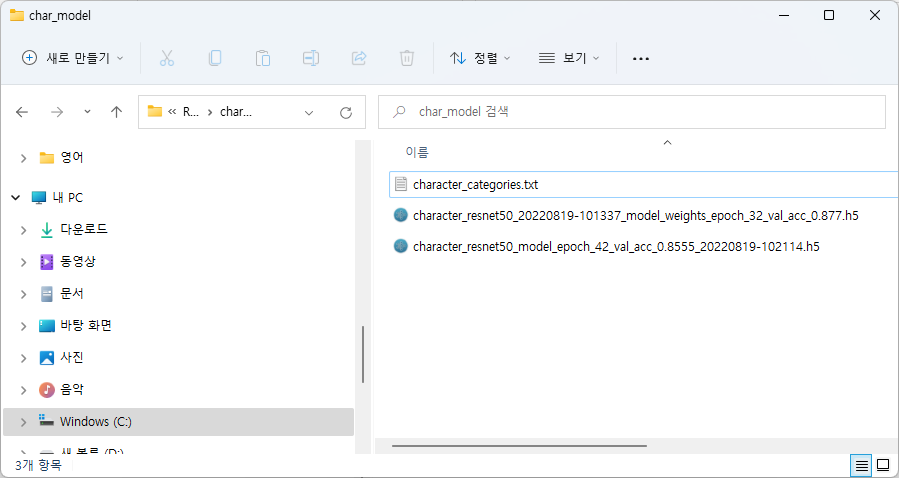 char_model
새로 만들기
정렬
보기
R...
char...
char_model 검색
영어
내 PC
다운로드
동영상
문서
바탕 화면
사진
음악
Windows (C:)
새 볼륨 (D:)
이름
character_categories.txt
character_resnet50_20220819-101337_model_weights_epoch_32_val_acc_0.877.h5
character_resnet50_model_epoch_42_val_acc_0.8555_20220819-102114.h5
3개 항목